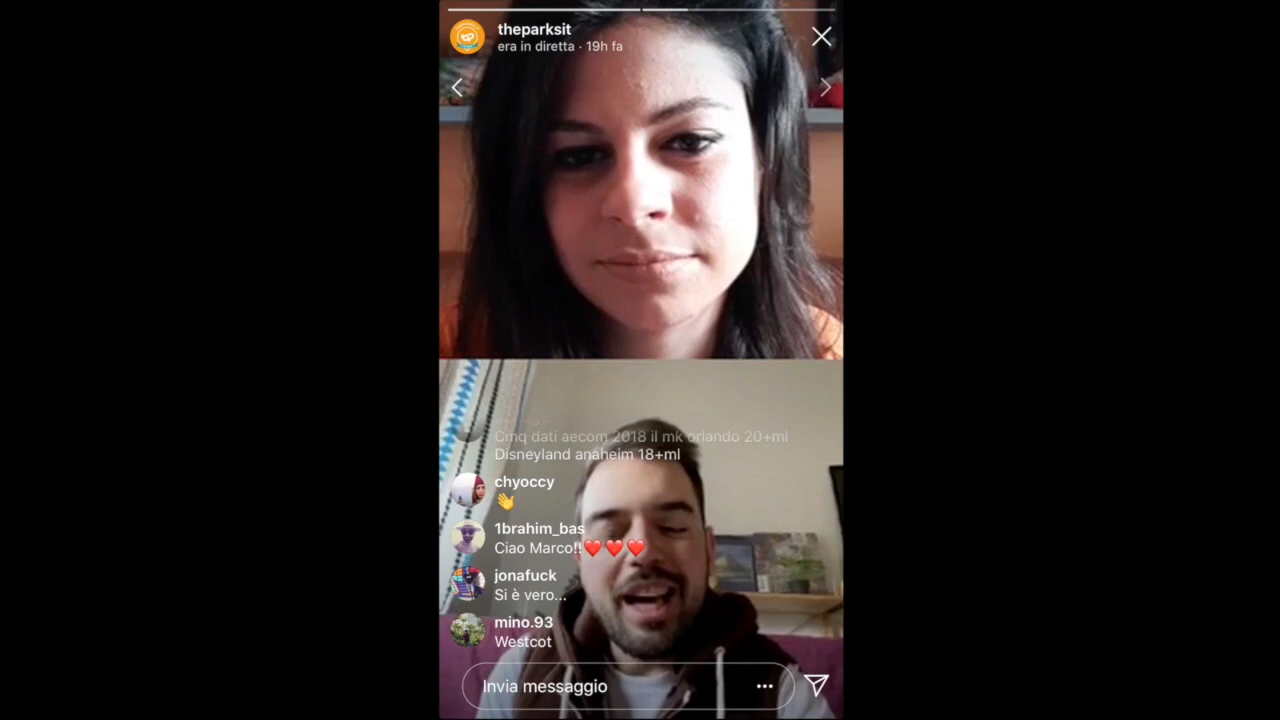 theparksit
era in diretta · 19h fa
Cmq dati aecom 2018 il mk orlando 20+ml
Disneyland anaheim 18+ml
chyoccy
👋
1brahim_bas
Ciao Marco!!❤️❤️❤️
jonafuck
Si è vero...
mino.93
Westcot
Invia messaggio